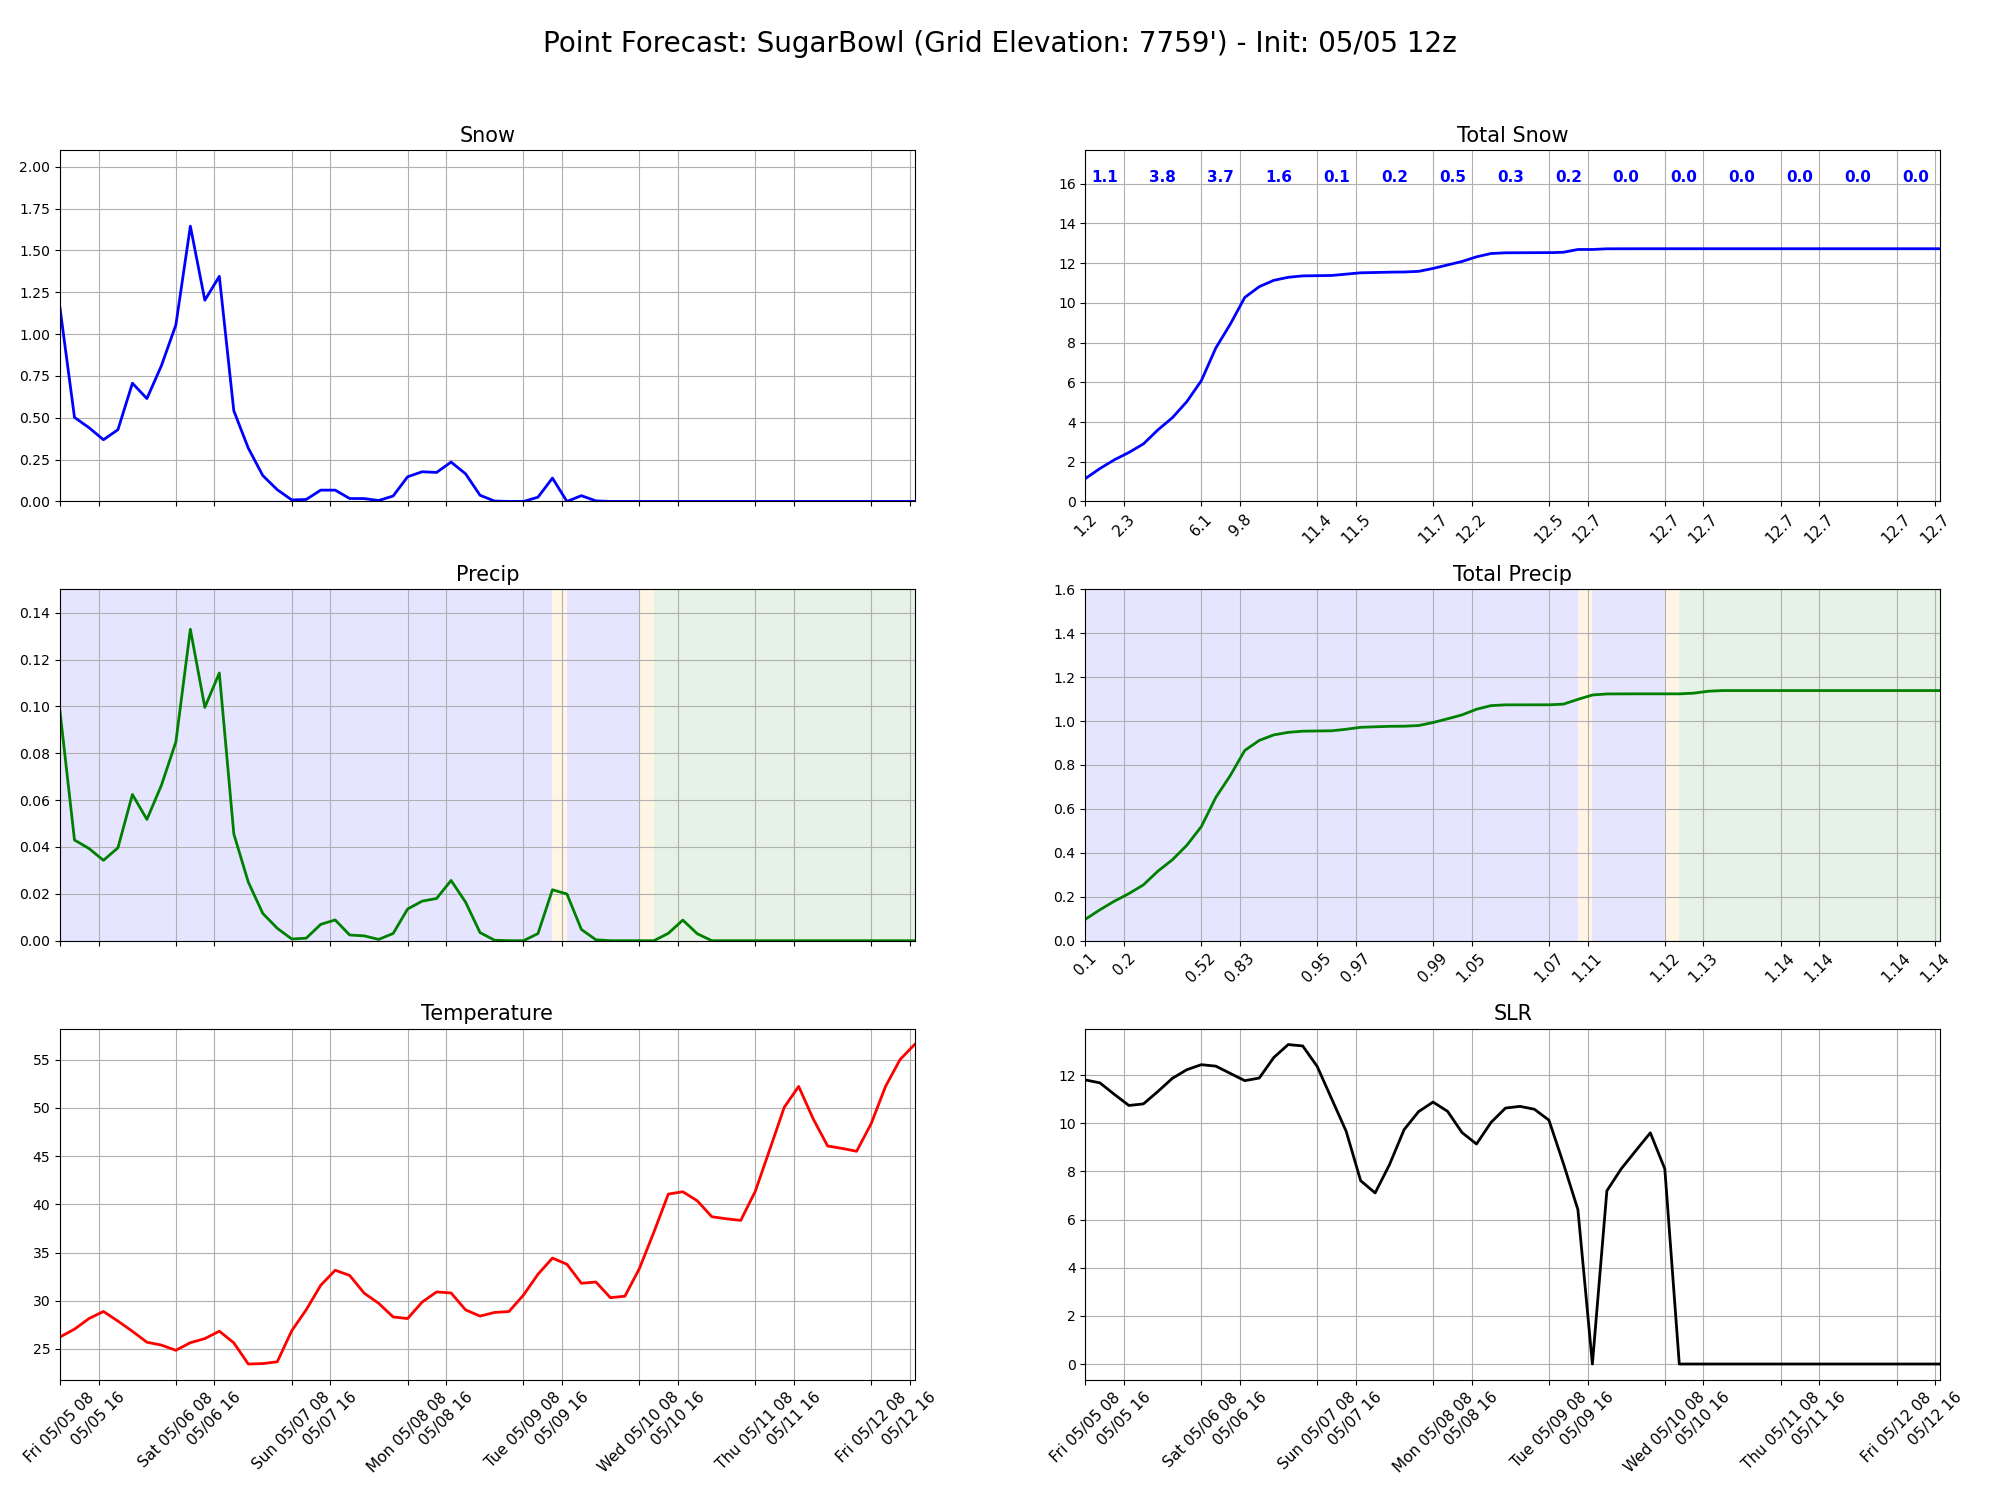 Point Forecast: SugarBowl (Grid Elevation: 7759') - Init: 05/05 12z
Snow
2.00
1.75
1.50
1.25
1.00
0.75
0.50
0.25
0.00
Total Snow
1.1 3.8 3.7 1.6 0.1 0.2 0.5 0.3 0.2 0.0 0.0 0.0 0.0 0.0 0.0
16
14
12
10
8
6
4
2
0
1.2 2.3 6.1 9.8 11.4 11.5 11.7 12.2 12.5 12.7 12.7 12.7 12.7 12.7 12.7 12.7
Precip
0.14
0.12
0.10
0.08
0.06
0.04
0.02
0.00
Total Precip
1.6
1.4
1.2
1.0
0.8
0.6
0.4
0.2
0.0
0.1 0.2 0.52 0.83 0.95 0.97 0.99 1.05 1.07 1.11 1.12 1.13 1.14 1.14 1.14 1.14
Temperature
55
50
45
40
35
30
25
Fri 05/05 08
05/05 16
Sat 05/06 08
05/06 16
Sun 05/07 08
05/07 16
Mon 05/08 08
05/08 16
Tue 05/09 08
05/09 16
Wed 05/10 08
05/10 16
Thu 05/11 08
05/11 16
Fri 05/12 08
05/12 16
SLR
12
10
8
6
4
2
0
Fri 05/05 08
05/05 16
Sat 05/06 08
05/06 16
Sun 05/07 08
05/07 16
Mon 05/08 08
05/08 16
Tue 05/09 08
05/09 16
Wed 05/10 08
05/10 16
Thu 05/11 08
05/11 16
Fri 05/12 08
05/12 16